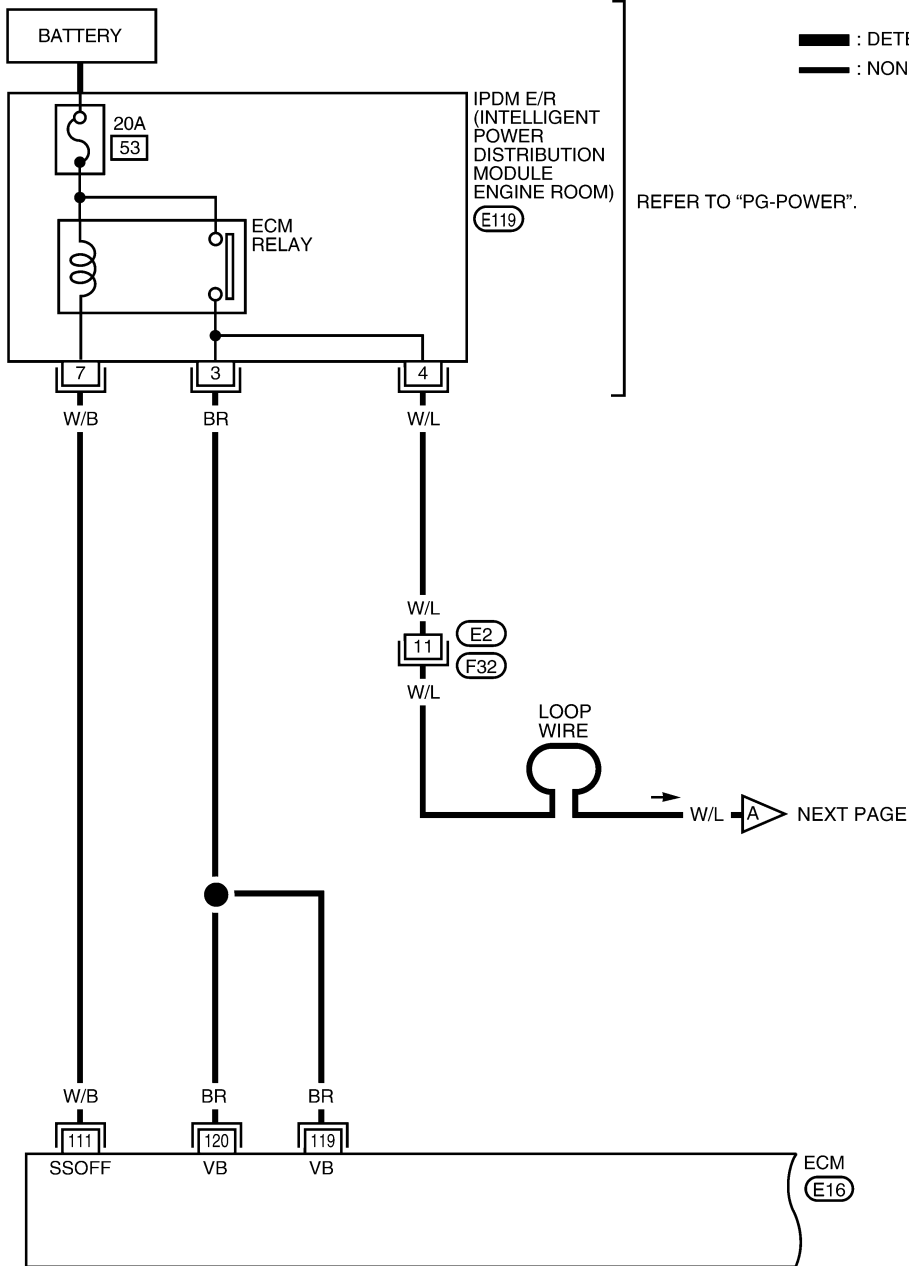 BATTERY
: DETE
: NON
20A
53
IPDM E/R
(INTELLIGENT
POWER
DISTRIBUTION
MODULE
ENGINE ROOM)
E119
REFER TO “PG-POWER”.
ECM
RELAY
7
3
4
W/B
BR
W/L
W/L
11
E2
F32
W/L
LOOP
WIRE
W/L
A
NEXT PAGE
W/B
BR
BR
111
120
119
SSOFF
VB
VB
ECM
E16